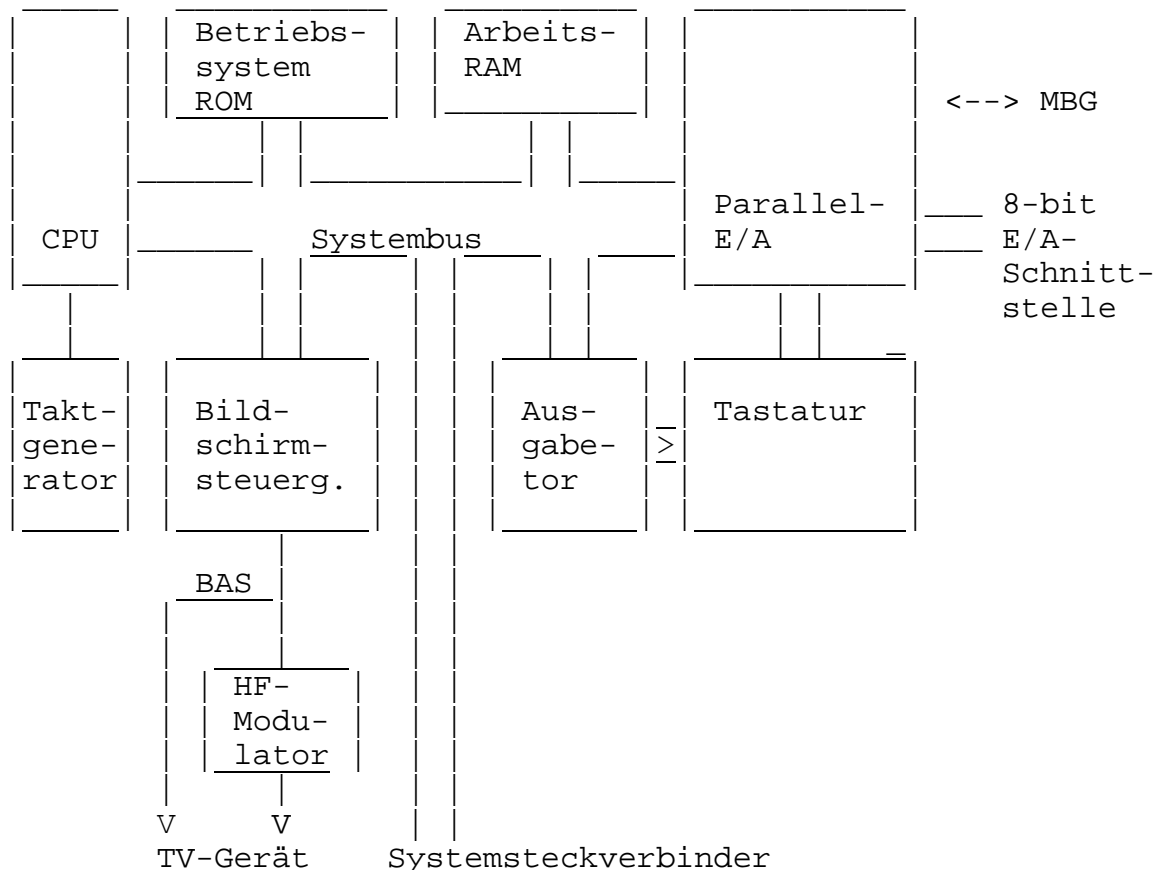 Betriebs-
system
ROM
Arbeits-
RAM
<--> MBG
CPU
Systembus
Parallel-
E/A
8-bit
E/A-
Schnitt-
stelle
Takt-
gene-
rator
Bild-
schirm-
steuerg.
Aus-
gabe-
tor
>
Tastatur
BAS
HF-
Modu-
lator
V V
TV-Gerät
Systemsteckverbinder